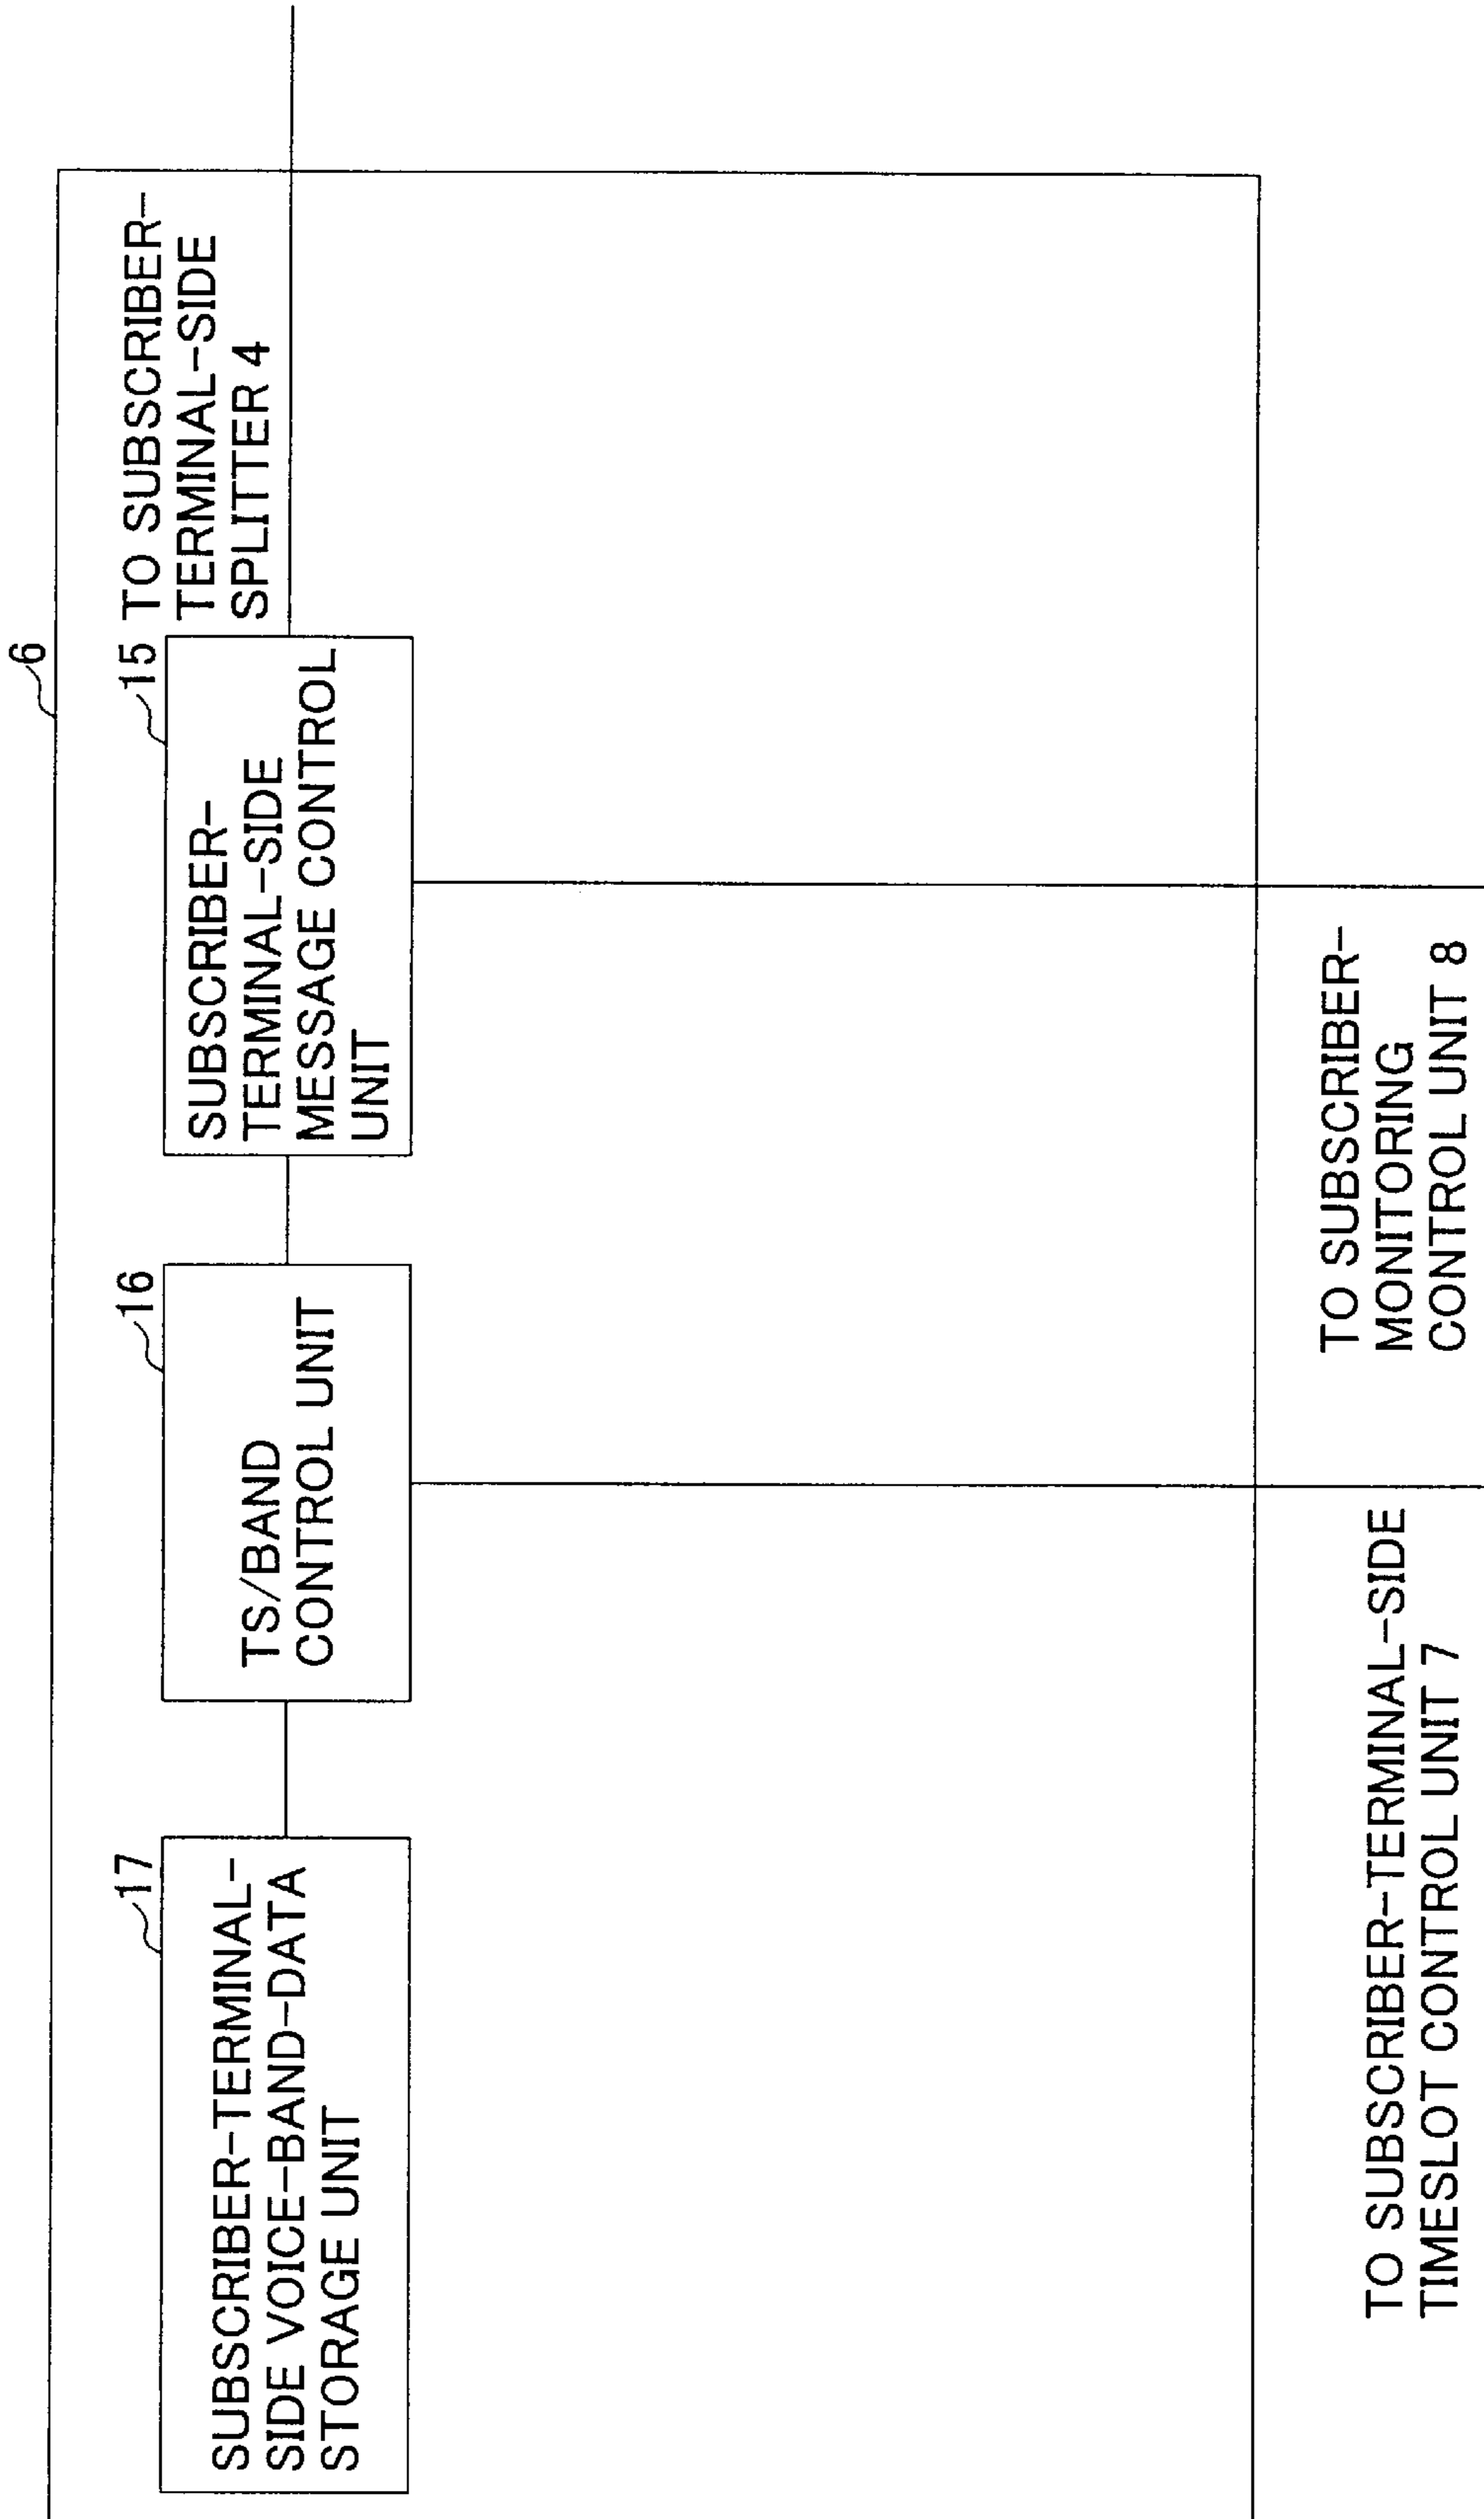 6
17
SUBSCRIBER-TERMINAL-
SIDE VOICE-BAND-DATA
STORAGE UNIT
16
TS/BAND
CONTROL UNIT
15
SUBSCRIBER-
TERMINAL-SIDE
MESSAGE CONTROL
UNIT
TO SUBSCRIBER-
TERMINAL-SIDE
SPLITTER 4
TO SUBSCRIBER-TERMINAL-SIDE
TIMESLOT CONTROL UNIT 7
TO SUBSCRIBER-
MONITORING
CONTROL UNIT 8